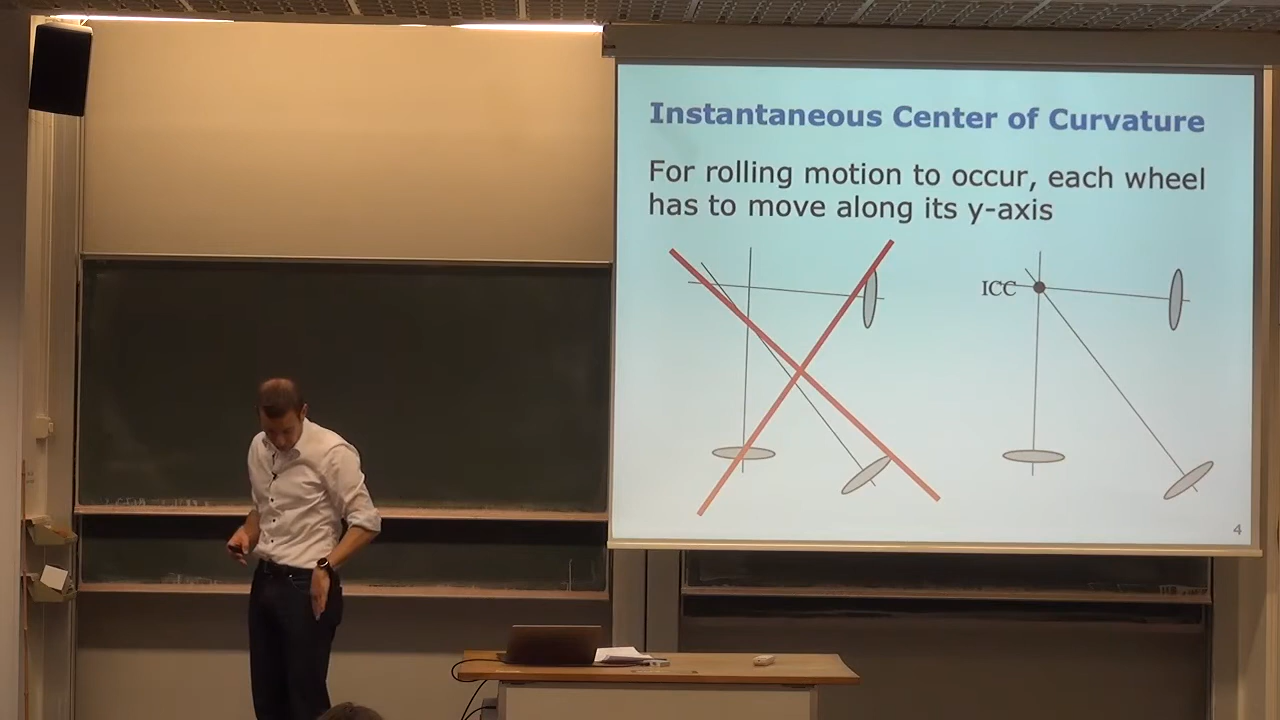 Instantaneous Center of Curvature
For rolling motion to occur, each wheel
has to move along its y-axis
ICC
4